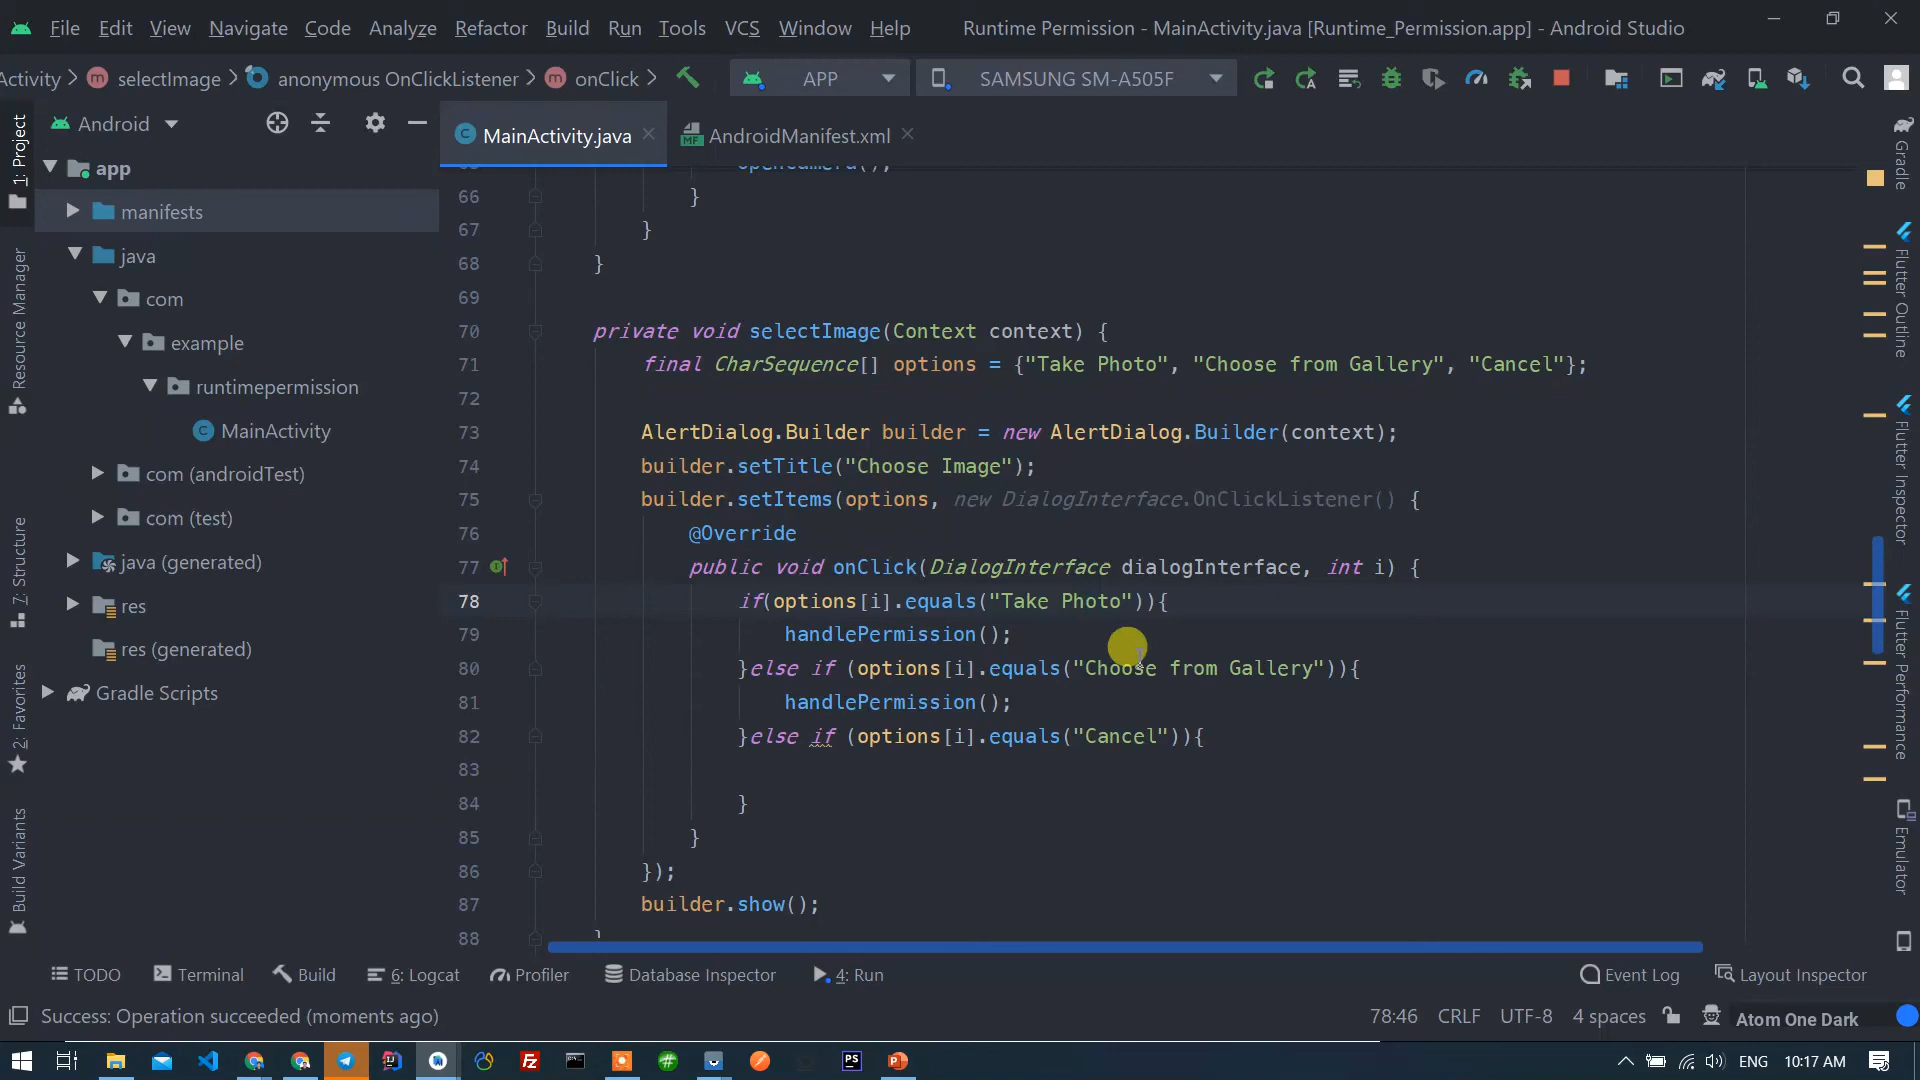 File Edit View Navigate Code Analyze Refactor Build Run Tools VCS Window Help Runtime Permission - MainActivity.java [Runtime_Permission.app] - Android Studio
Activity selectImage anonymous OnClickListener onClick APP SAMSUNG SM-A505F
Android
MainActivity.java
AndroidManifest.xml
app
manifests
java
com
example
runtimepermission
MainActivity
com (androidTest)
com (test)
java (generated)
res
res (generated)
Gradle Scripts
1: Project
Resource Manager
7: Structure
2: Favorites
Build Variants
openCamera();
66 }
67 }
68 }
69
70 private void selectImage(Context context) {
71 final CharSequence[] options = {"Take Photo", "Choose from Gallery", "Cancel"};
72
73 AlertDialog.Builder builder = new AlertDialog.Builder(context);
74 builder.setTitle("Choose Image");
75 builder.setItems(options, new DialogInterface.OnClickListener() {
76 @Override
77 public void onClick(DialogInterface dialogInterface, int i) {
78 if(options[i].equals("Take Photo")){
79 handlePermission();
80 }else if (options[i].equals("Choose from Gallery")){
81 handlePermission();
82 }else if (options[i].equals("Cancel")){
83
84 }
85 }
86 });
87 builder.show();
88 }
Gradle
Flutter Outline
Flutter Inspector
Flutter Performance
Emulator
TODO Terminal Build 6: Logcat Profiler Database Inspector 4: Run Event Log Layout Inspector
Success: Operation succeeded (moments ago) 78:46 CRLF UTF-8 4 spaces Atom One Dark
ENG 10:17 AM